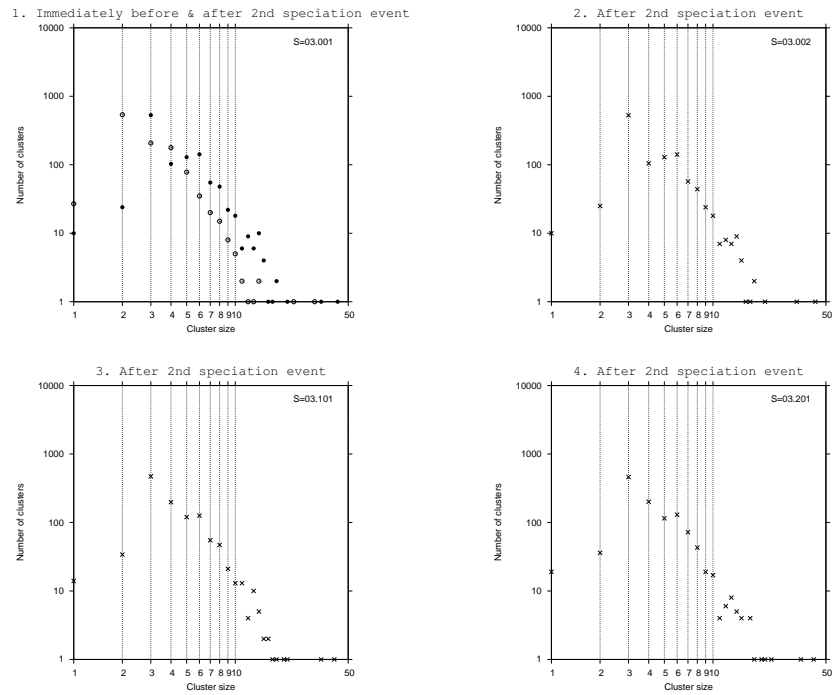 1. Immediately before & after 2nd speciation event
10000
1000
100
10
1
Number of clusters
S=03.001
1 2 3 4 5 6 7 8 9 10 50
Cluster size
2. After 2nd speciation event
10000
1000
100
10
1
Number of clusters
S=03.002
1 2 3 4 5 6 7 8 9 10 50
Cluster size
3. After 2nd speciation event
10000
1000
100
10
1
Number of clusters
S=03.101
1 2 3 4 5 6 7 8 9 10 50
Cluster size
4. After 2nd speciation event
10000
1000
100
10
1
Number of clusters
S=03.201
1 2 3 4 5 6 7 8 9 10 50
Cluster size